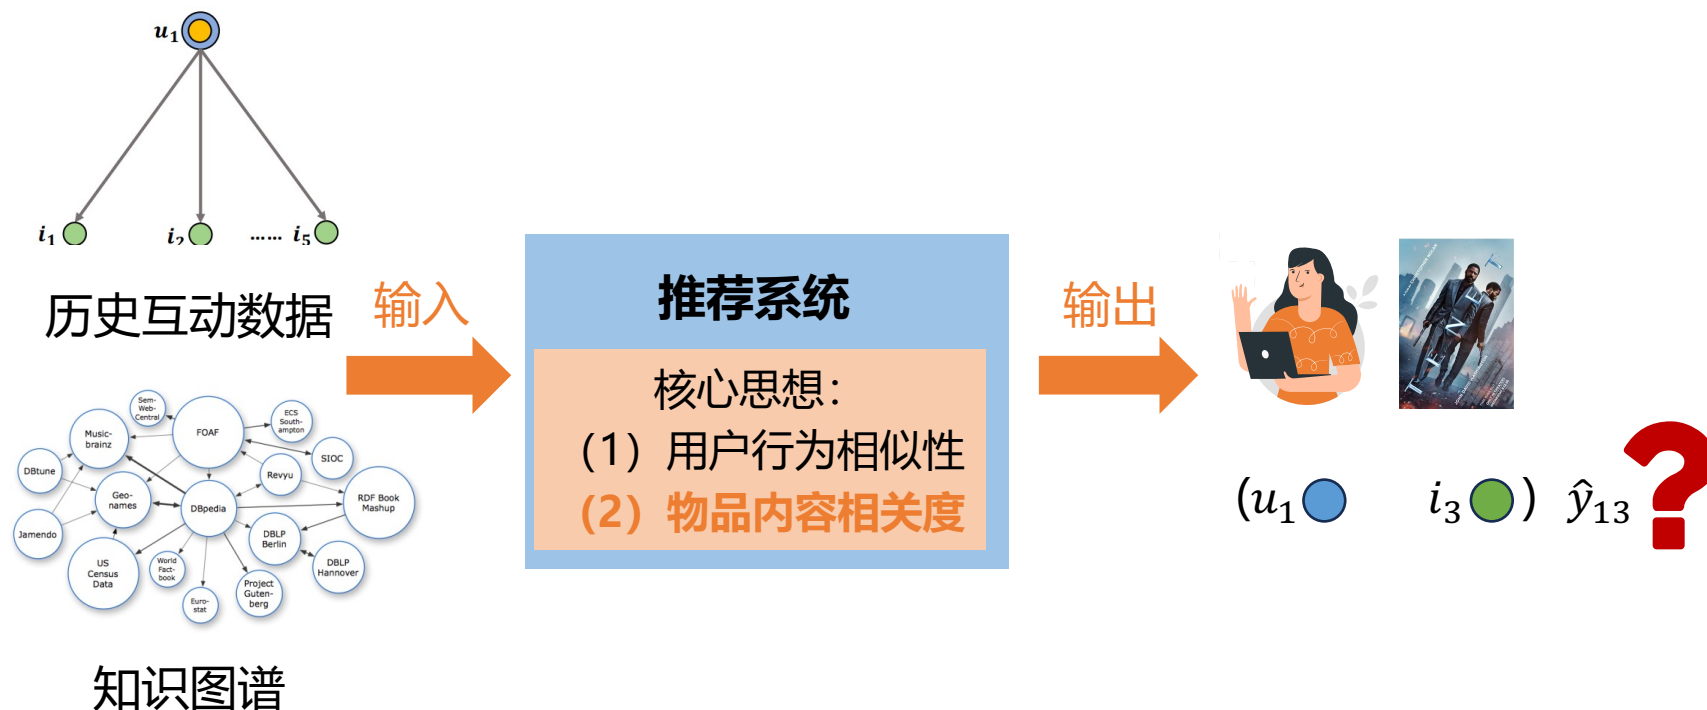 u₁
i₁ i₂ …… i₅
历史互动数据
Sem-
Web-
Central
FOAF
ECS
South-
ampton
Music-
brainz
SIOC
DBtune
Revyu
Geo-
names
DBpedia
RDF Book
Mashup
Jamendo
DBLP
Berlin
US
Census
Data
World
Fact-
book
DBLP
Hannover
Euro-
stat
Project
Guten-
berg
知识图谱
输入
推荐系统
核心思想：
（1）用户行为相似性
（2）物品内容相关度
输出
TENE
(u₁ i₃) ŷ₁₃ ?